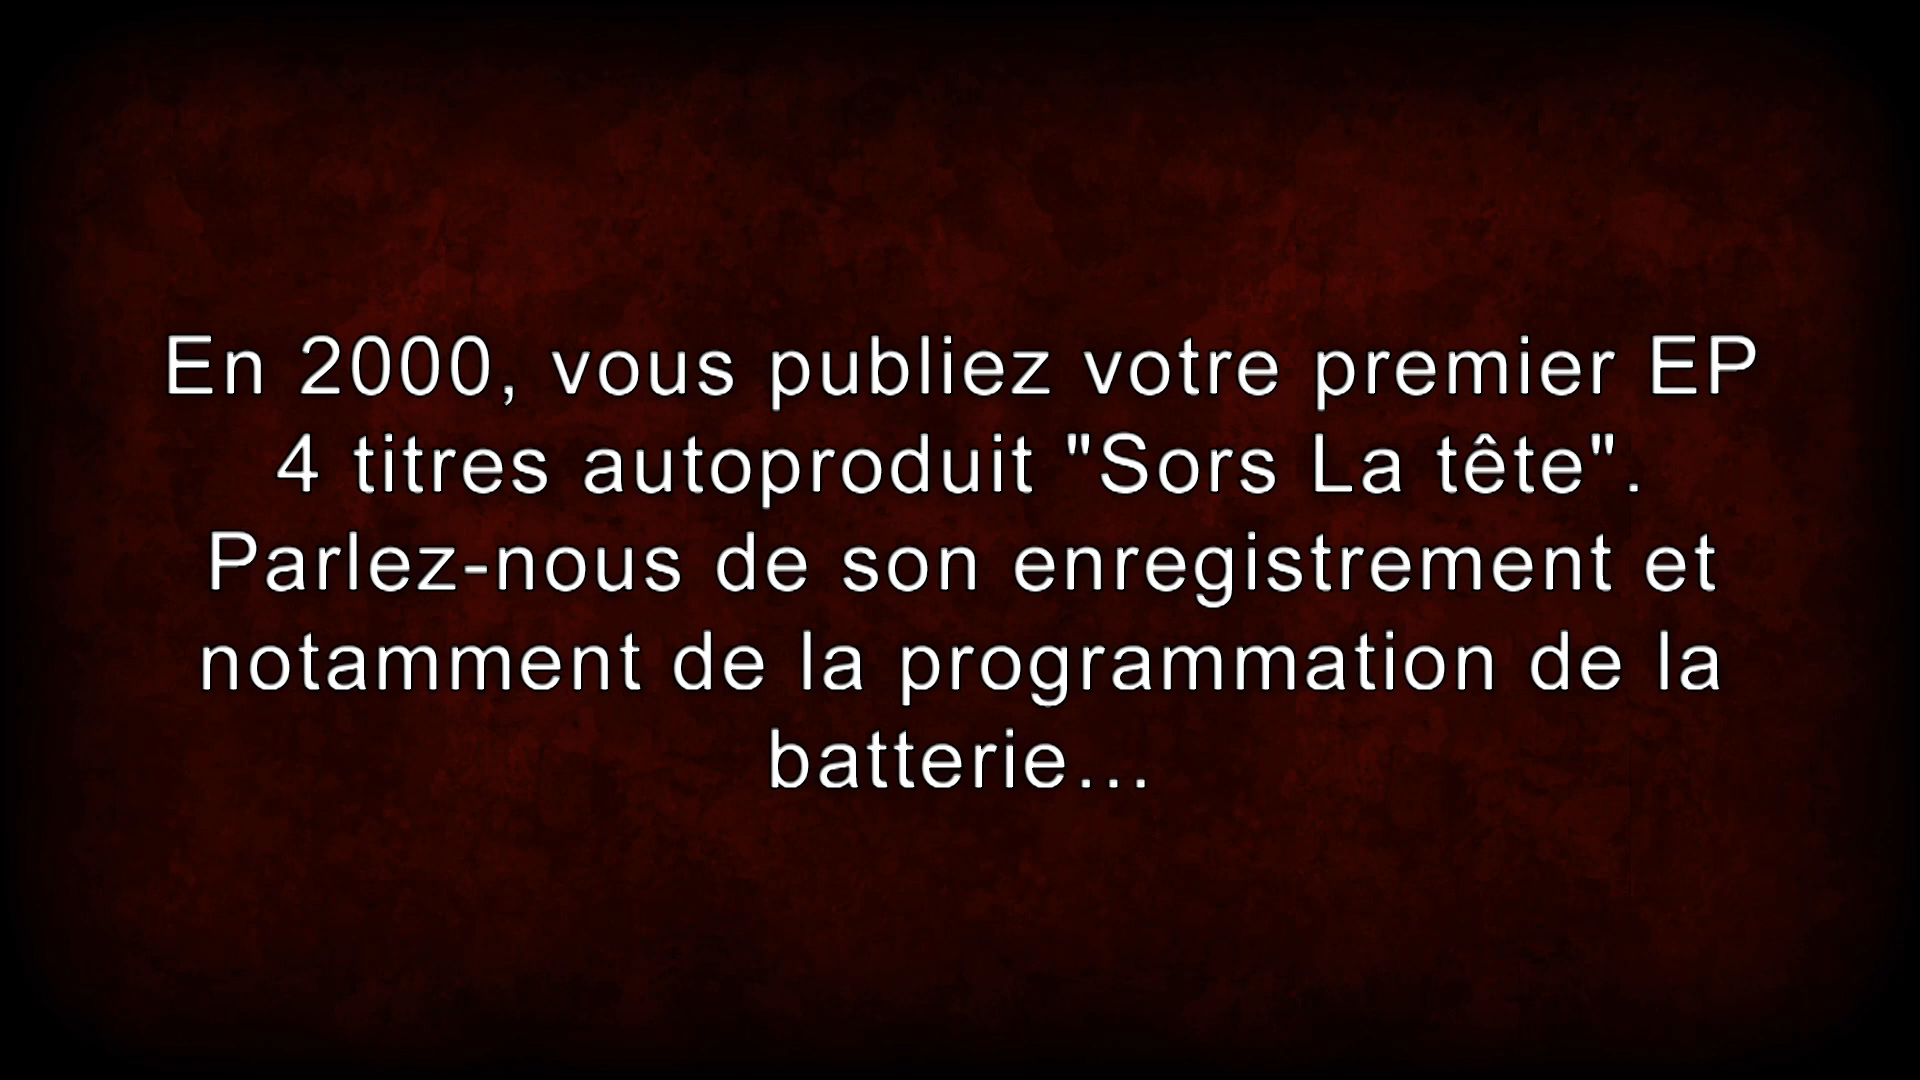 En 2000, vous publiez votre premier EP
4 titres autoproduit "Sors La tête".
Parlez-nous de son enregistrement et
notamment de la programmation de la
batterie...